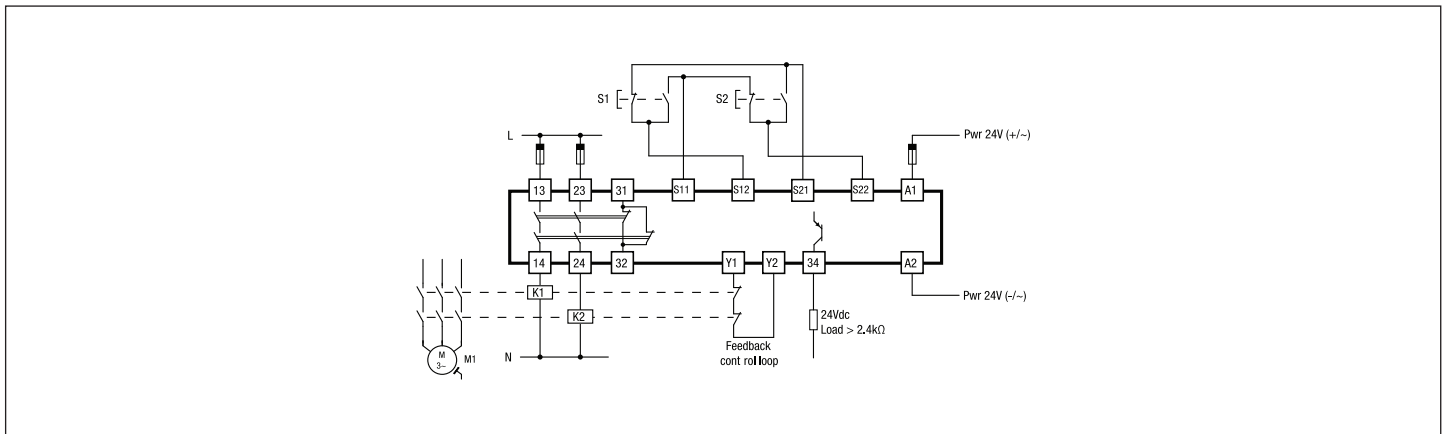 S1
S2
L
Pwr 24V (+/~)
13
23
31
S11
S12
S21
S22
A1
14
24
32
Y1
Y2
34
A2
K1
K2
Pwr 24V (-/~)
24Vdc
Load > 2.4kΩ
M
3~
M1
N
Feedback
cont rol loop